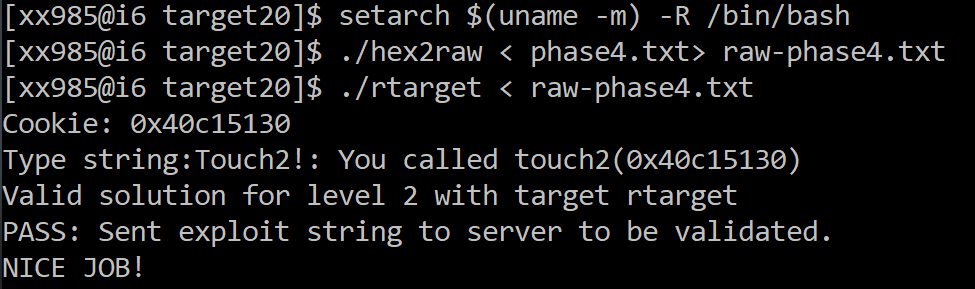 [xx985@i6 target20]$ setarch $(uname -m) -R /bin/bash
[xx985@i6 target20]$ ./hex2raw < phase4.txt> raw-phase4.txt
[xx985@i6 target20]$ ./rtarget < raw-phase4.txt
Cookie: 0x40c15130
Type string:Touch2!: You called touch2(0x40c15130)
Valid solution for level 2 with target rtarget
PASS: Sent exploit string to server to be validated.
NICE JOB!